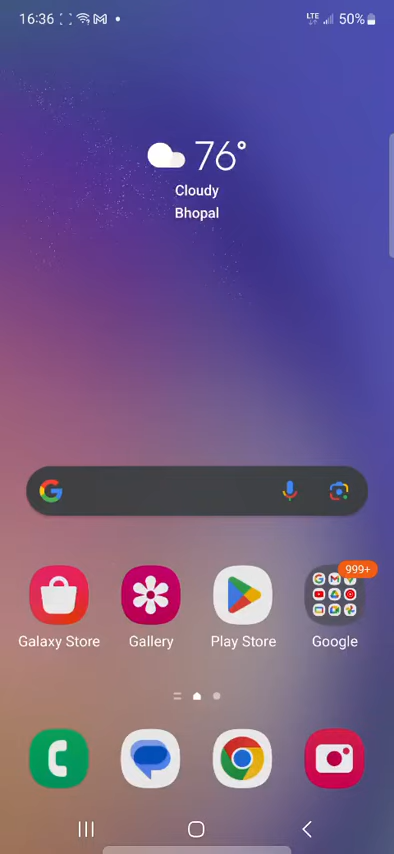 16:36
LTE
50%
76°
Cloudy
Bhopal
999+
Galaxy Store
Gallery
Play Store
Google